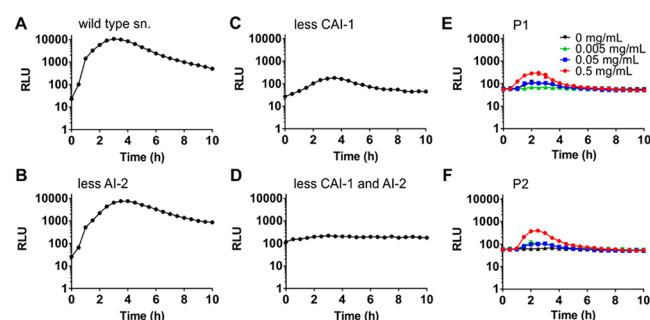 A wild type sn.
RLU
10000
1000
100
10
1
0 2 4 6 8 10
Time (h)
B less AI-2
RLU
10000
1000
100
10
1
0 2 4 6 8 10
Time (h)
C less CAI-1
RLU
10000
1000
100
10
1
0 2 4 6 8 10
Time (h)
D less CAI-1 and AI-2
RLU
10000
1000
100
10
1
0 2 4 6 8 10
Time (h)
E P1
0 mg/mL
0.005 mg/mL
0.05 mg/mL
0.5 mg/mL
RLU
10000
1000
100
10
1
0 2 4 6 8 10
Time (h)
F P2
RLU
10000
1000
100
10
1
0 2 4 6 8 10
Time (h)